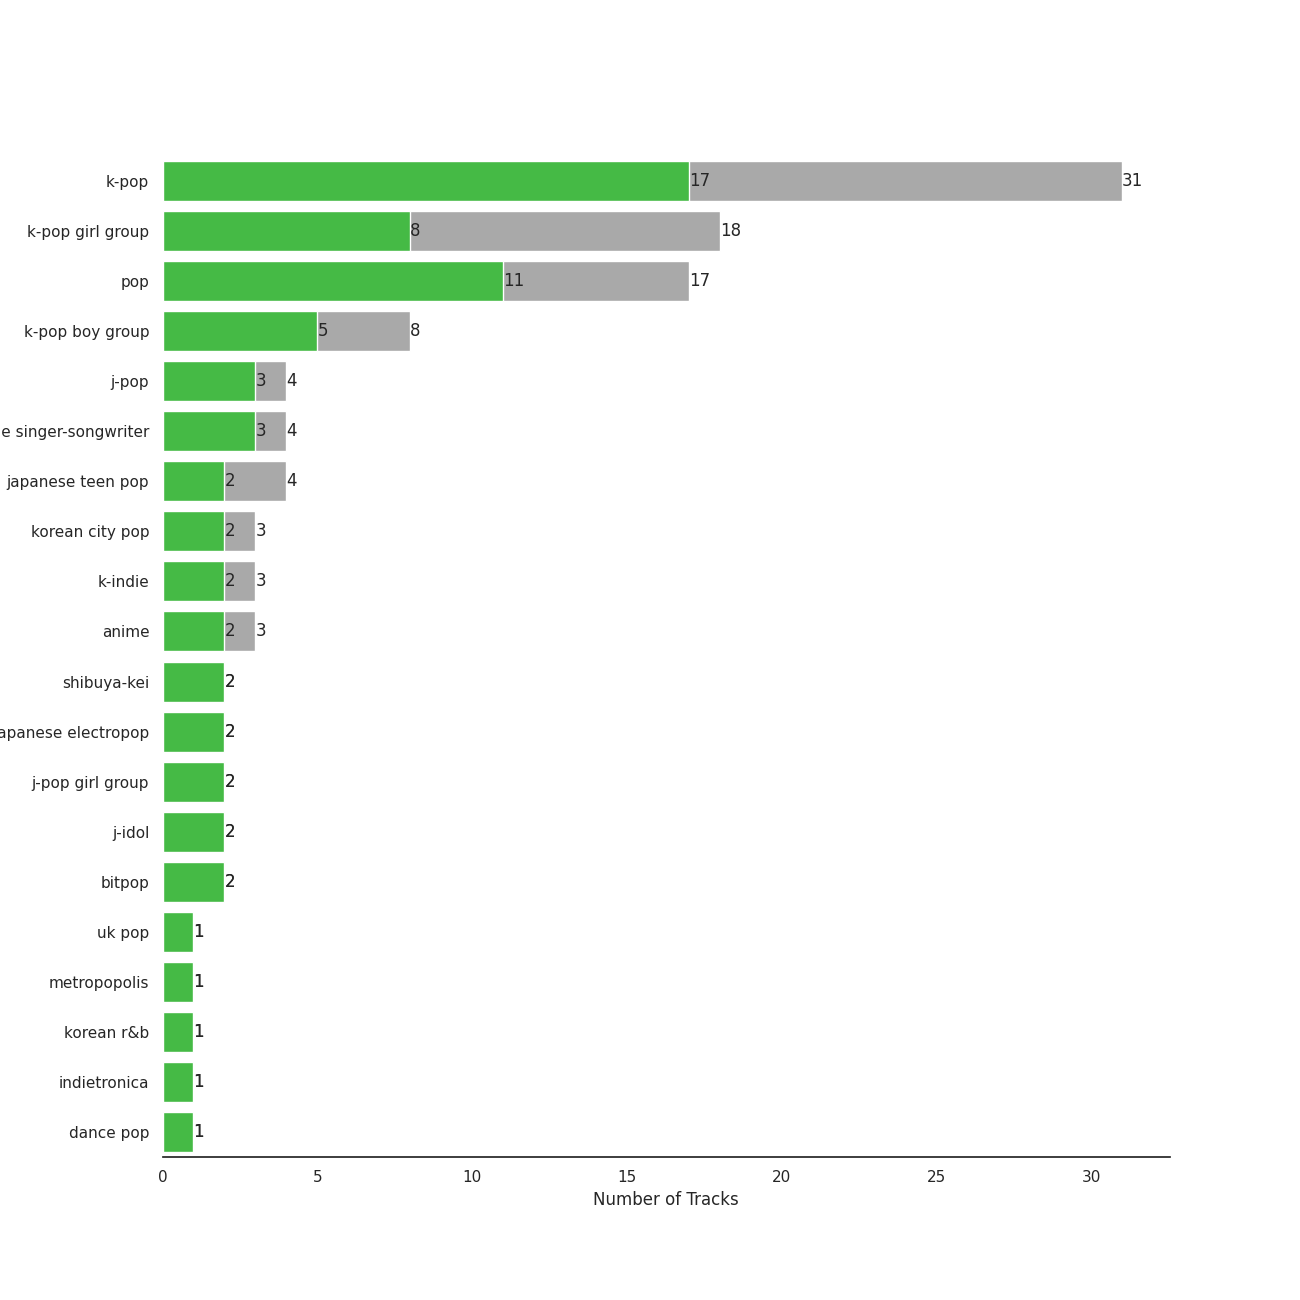 k-pop 17 31
k-pop girl group 8 18
pop 11 17
k-pop boy group 5 8
j-pop 3 4
e singer-songwriter 3 4
japanese teen pop 2 4
korean city pop 2 3
k-indie 2 3
anime 2 3
shibuya-kei 2
apanese electropop 2
j-pop girl group 2
j-idol 2
bitpop 2
uk pop 1
metropopolis 1
korean r&b 1
indietronica 1
dance pop 1
0 5 10 15 20 25 30
Number of Tracks